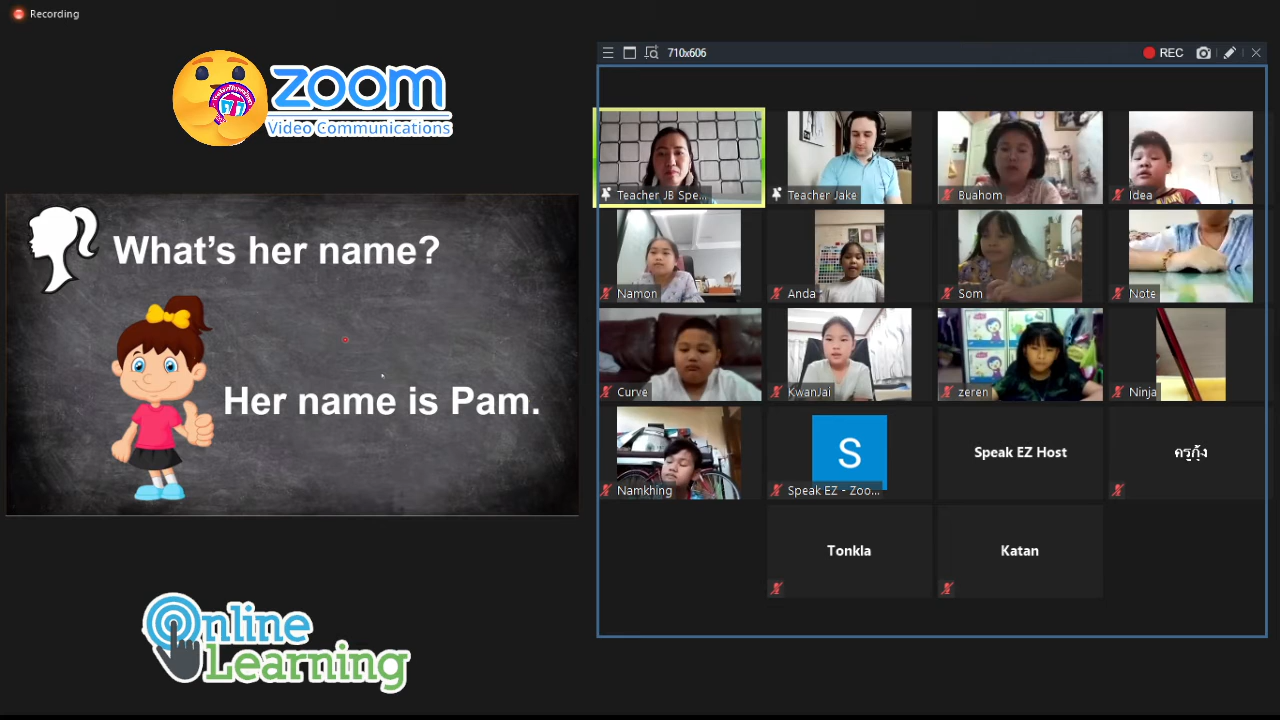 Recording
zoom
Video Communications
710x606
REC
What's her name?
Her name is Pam.
Online
Learning
Teacher JB Spe...
Teacher Jake
Buahom
Idea
Namon
Anda
Som
Note
Curve
KwanJai
zeren
Ninja
Namkhing
S
Speak EZ - Zoo...
Speak EZ Host
ครูกุ้ง
Tonkla
Katan